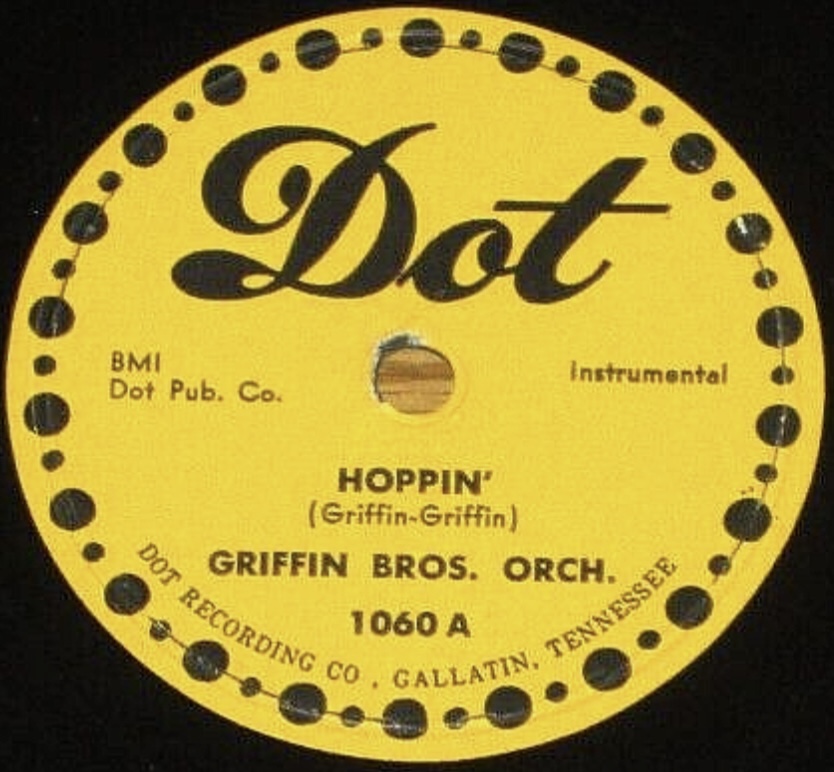 Dot
BMI
Dot Pub. Co.
Instrumental
HOPPIN'
(Griffin-Griffin)
GRIFFIN BROS. ORCH.
1060 A
DOT RECORDING CO . GALLATIN, TENNESSEE